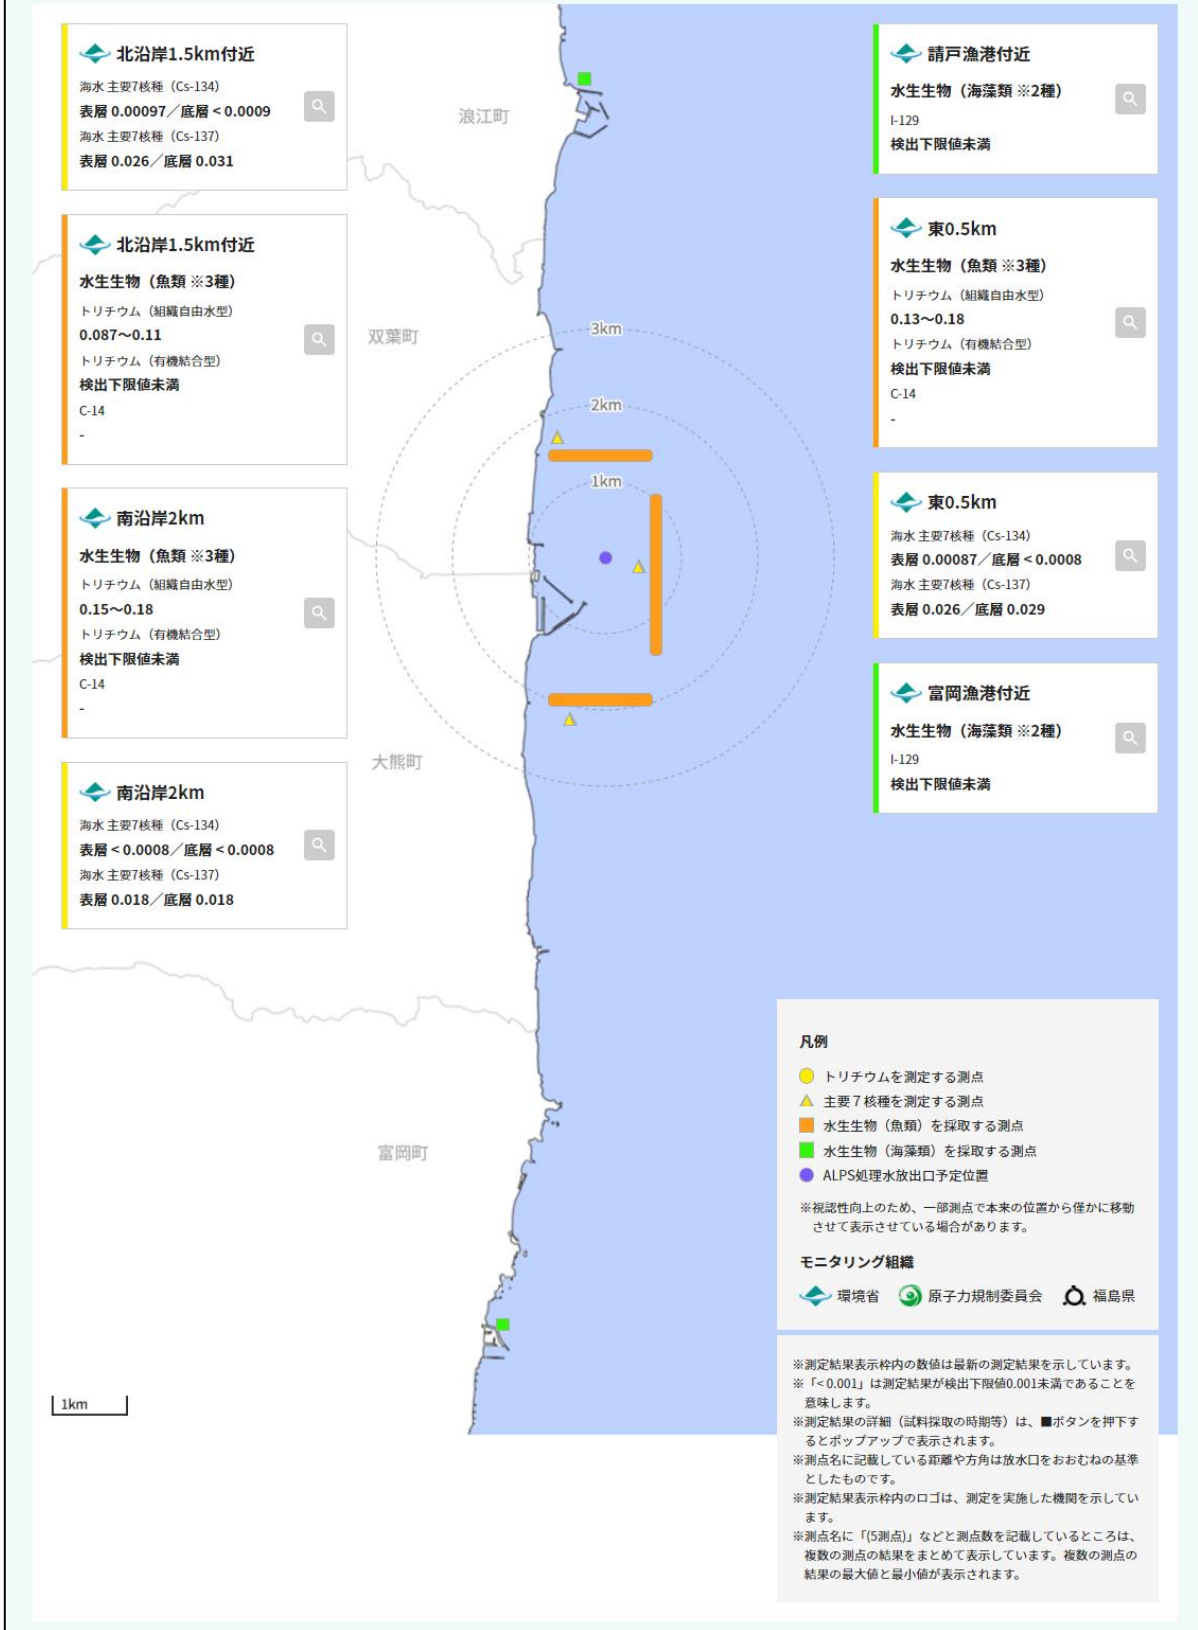 北沿岸1.5km付近
海水 主要7核種（Cs-134）
表層 0.00097／底層 < 0.0009
海水 主要7核種（Cs-137）
表層 0.026／底層 0.031
北沿岸1.5km付近
水生生物（魚類 ※3種）
トリチウム（組織自由水型）
0.087～0.11
トリチウム（有機結合型）
検出下限値未満
C-14
-
南沿岸2km
水生生物（魚類 ※3種）
トリチウム（組織自由水型）
0.15～0.18
トリチウム（有機結合型）
検出下限値未満
C-14
-
南沿岸2km
海水 主要7核種（Cs-134）
表層 < 0.0008／底層 < 0.0008
海水 主要7核種（Cs-137）
表層 0.018／底層 0.018
浪江町
双葉町
3km
2km
1km
大熊町
富岡町
1km
請戸漁港付近
水生生物（海藻類 ※2種）
I-129
検出下限値未満
東0.5km
水生生物（魚類 ※3種）
トリチウム（組織自由水型）
0.13～0.18
トリチウム（有機結合型）
検出下限値未満
C-14
-
東0.5km
海水 主要7核種（Cs-134）
表層 0.00087／底層 < 0.0008
海水 主要7核種（Cs-137）
表層 0.026／底層 0.029
富岡漁港付近
水生生物（海藻類 ※2種）
I-129
検出下限値未満
凡例
トリチウムを測定する測点
主要７核種を測定する測点
水生生物（魚類）を採取する測点
水生生物（海藻類）を採取する測点
ALPS処理水放出口予定位置
※視認性向上のため、一部測点で本来の位置から僅かに移動
させて表示させている場合があります。
モニタリング組織
環境省 原子力規制委員会 福島県
※測定結果表示枠内の数値は最新の測定結果を示しています。
※「< 0.001」は測定結果が検出下限値0.001未満であることを
意味します。
※測定結果の詳細（試料採取の時期等）は、■ボタンを押下す
るとポップアップで表示されます。
※測点名に記載している距離や方角は放水口をおおむねの基準
としたものです。
※測定結果表示枠内のロゴは、測定を実施した機関を示してい
ます。
※測点名に「(5測点)」などと測点数を記載しているところは、
複数の測点の結果をまとめて表示しています。複数の測点の
結果の最大値と最小値が表示されます。